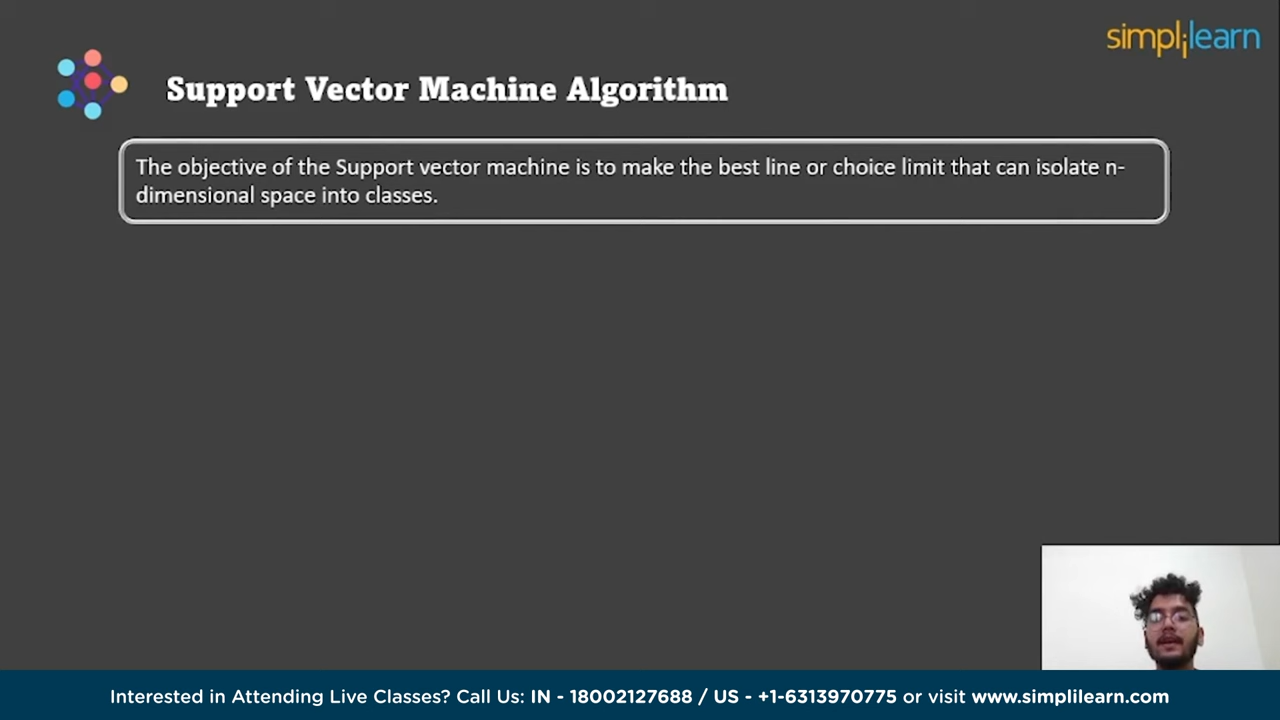 simplilearn
Support Vector Machine Algorithm
The objective of the Support vector machine is to make the best line or choice limit that can isolate n-
dimensional space into classes.
Interested in Attending Live Classes? Call Us: IN - 18002127688 / US - +1-6313970775 or visit www.simplilearn.com